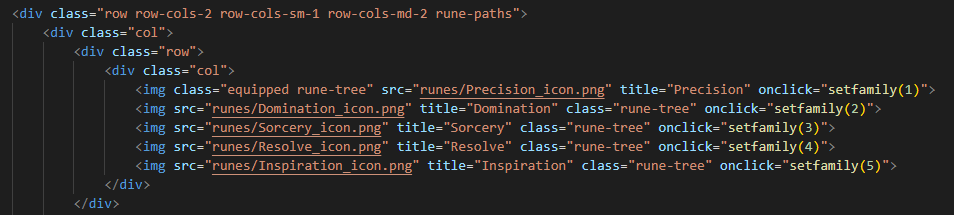 <div class="row row-cols-2 row-cols-sm-1 row-cols-md-2 rune-paths">
<div class="col">
<div class="row">
<div class="col">
<img class="equipped rune-tree" src="runes/Precision_icon.png" title="Precision" onclick="setfamily(1)">
<img src="runes/Domination_icon.png" title="Domination" class="rune-tree" onclick="setfamily(2)">
<img src="runes/Sorcery_icon.png" title="Sorcery" class="rune-tree" onclick="setfamily(3)">
<img src="runes/Resolve_icon.png" title="Resolve" class="rune-tree" onclick="setfamily(4)">
<img src="runes/Inspiration_icon.png" title="Inspiration" class="rune-tree" onclick="setfamily(5)">
</div>
</div>